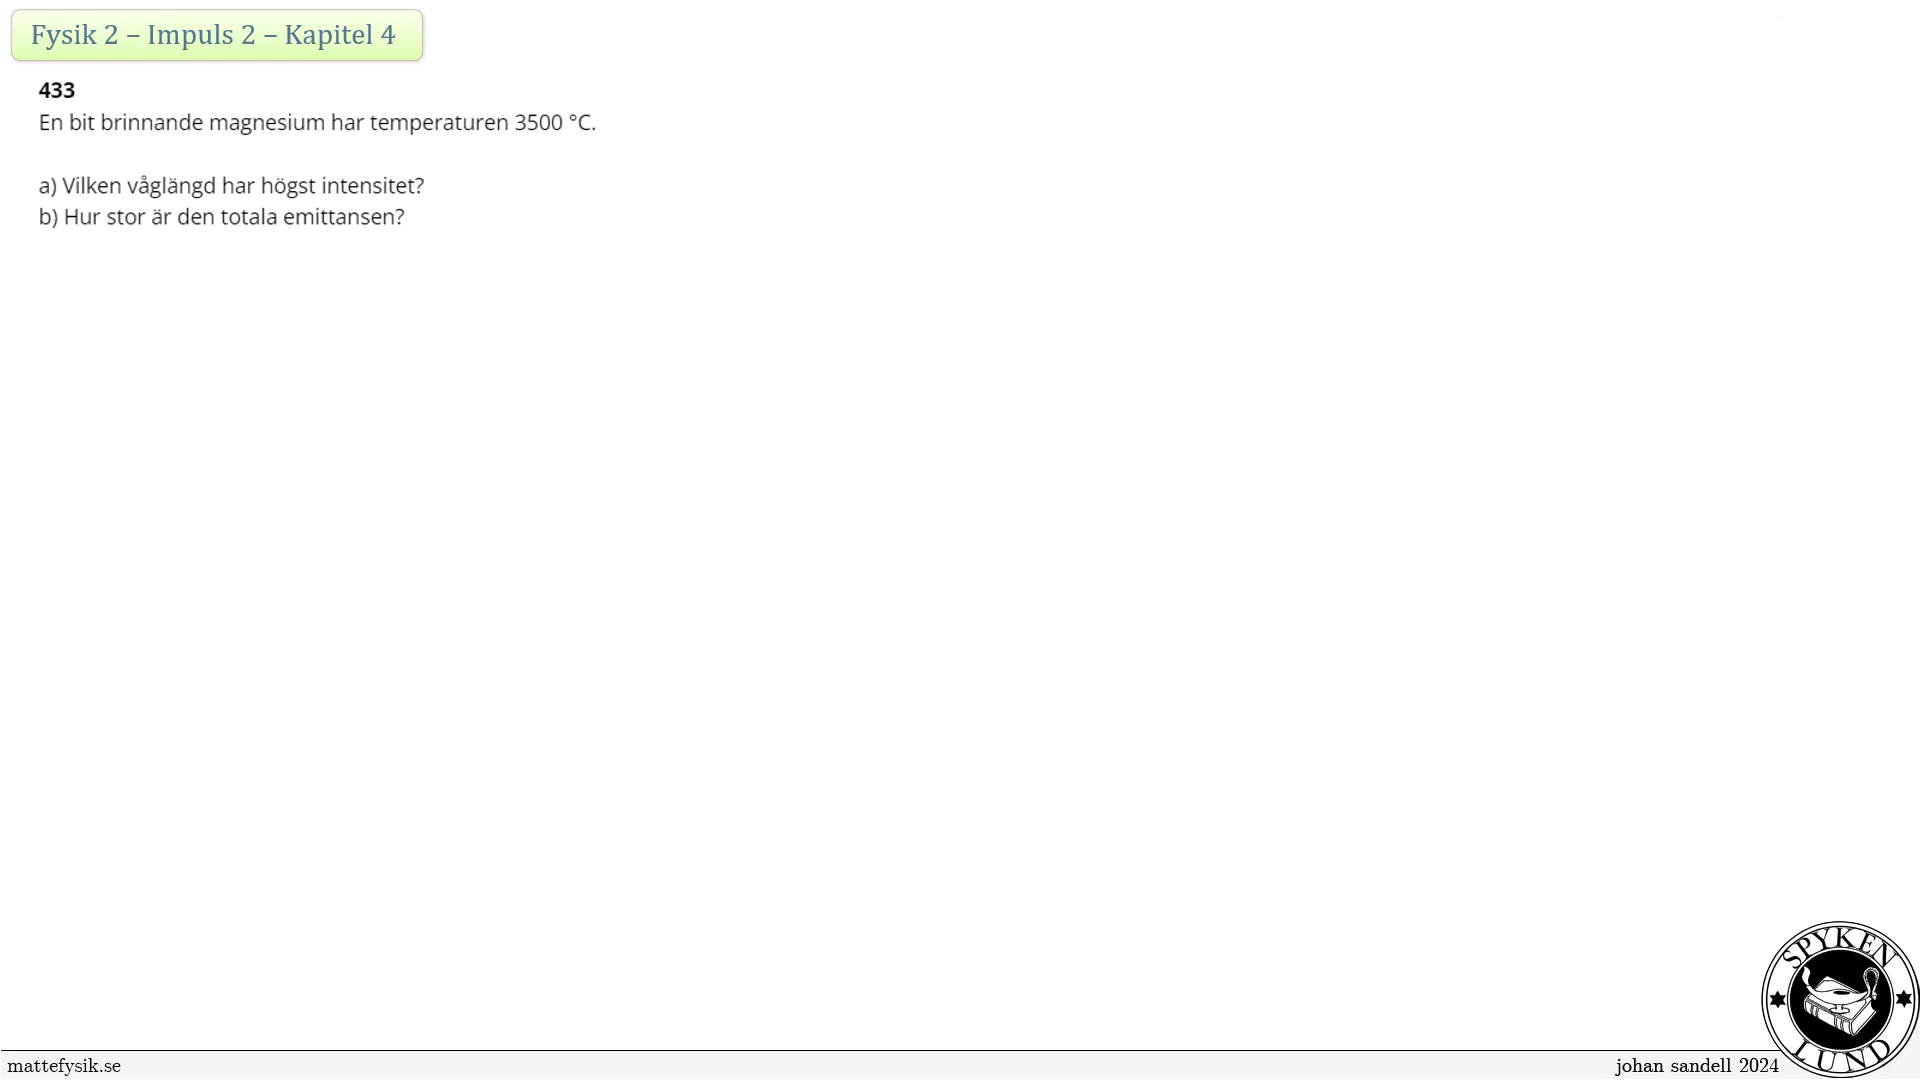 Fysik 2 – Impuls 2 – Kapitel 4
433
En bit brinnande magnesium har temperaturen 3500 °C.
a) Vilken våglängd har högst intensitet?
b) Hur stor är den totala emittansen?
SPYKEN
LUND
mattefysik.se
johan sandell 2024